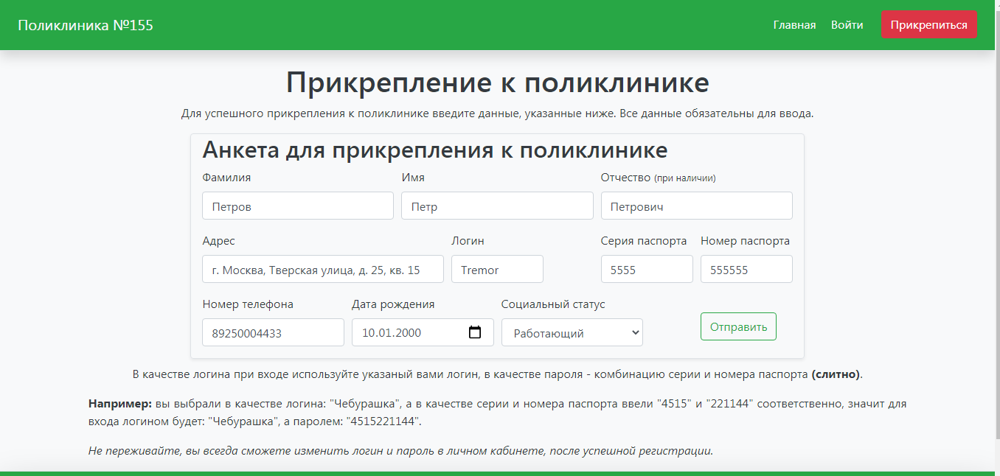 Поликлиника №155
Главная Войти Прикрепиться
Прикрепление к поликлинике
Для успешного прикрепления к поликлинике введите данные, указанные ниже. Все данные обязательны для ввода.
Анкета для прикрепления к поликлинике
Фамилия Имя Отчество (при наличии)
Петров Петр Петрович
Адрес Логин Серия паспорта Номер паспорта
г. Москва, Тверская улица, д. 25, кв. 15 Tremor 5555 555555
Номер телефона Дата рождения Социальный статус
89250004433 10.01.2000 Работающий Отправить
В качестве логина при входе используйте указаный вами логин, в качестве пароля - комбинацию серии и номера паспорта (слитно).
Например: вы выбрали в качестве логина: "Чебурашка", а в качестве серии и номера паспорта ввели "4515" и "221144" соответственно, значит для
входа логином будет: "Чебурашка", а паролем: "4515221144".
Не переживайте, вы всегда сможете изменить логин и пароль в личном кабинете, после успешной регистрации.